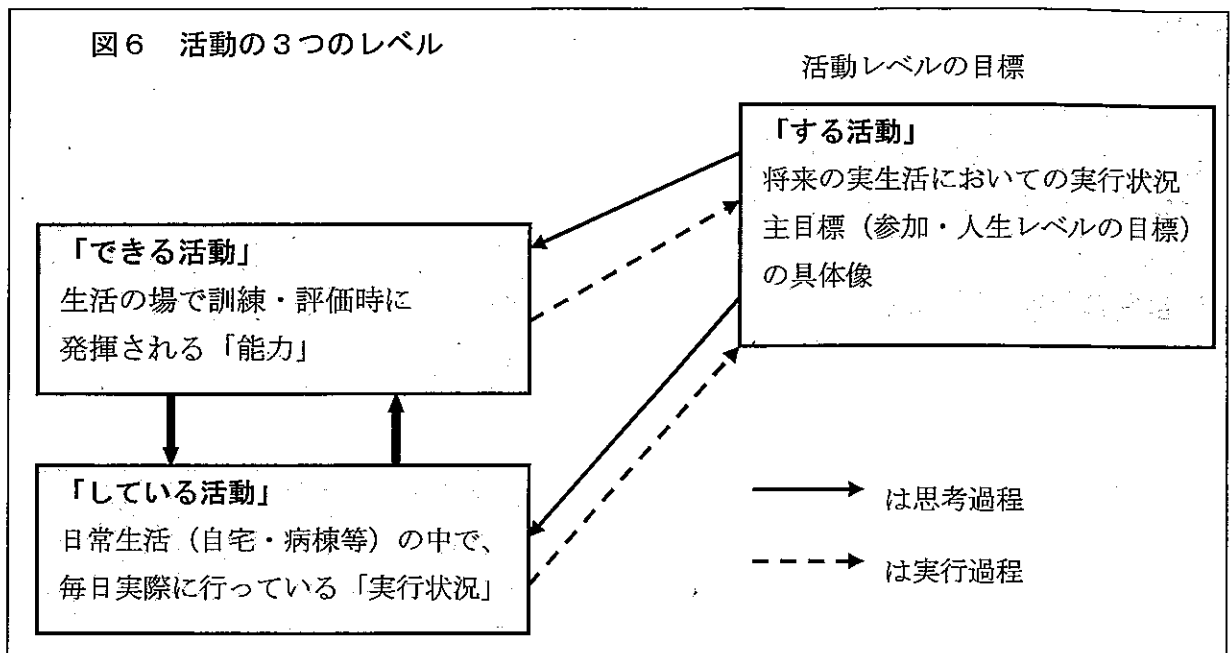 図6 活動の3つのレベル
活動レベルの目標
「する活動」
将来の実生活においての実行状況
主目標（参加・人生レベルの目標）
の具体像
「できる活動」
生活の場で訓練・評価時に
発揮される「能力」
「している活動」
日常生活（自宅・病棟等）の中で、
毎日実際に行っている「実行状況」
は思考過程
は実行過程